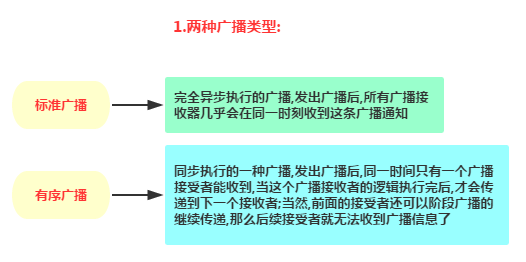 1.两种广播类型:
标准广播
完全异步执行的广播,发出广播后,所有广播接
收器几乎会在同一时刻收到这条广播通知
有序广播
同步执行的一种广播,发出广播后,同一时间只有一个广播
接受者能收到,当这个广播接收者的逻辑执行完后,才会传
递到下一个接收者;当然,前面的接受者还可以阶段广播的
继续传递,那么后续接受者就无法收到广播信息了